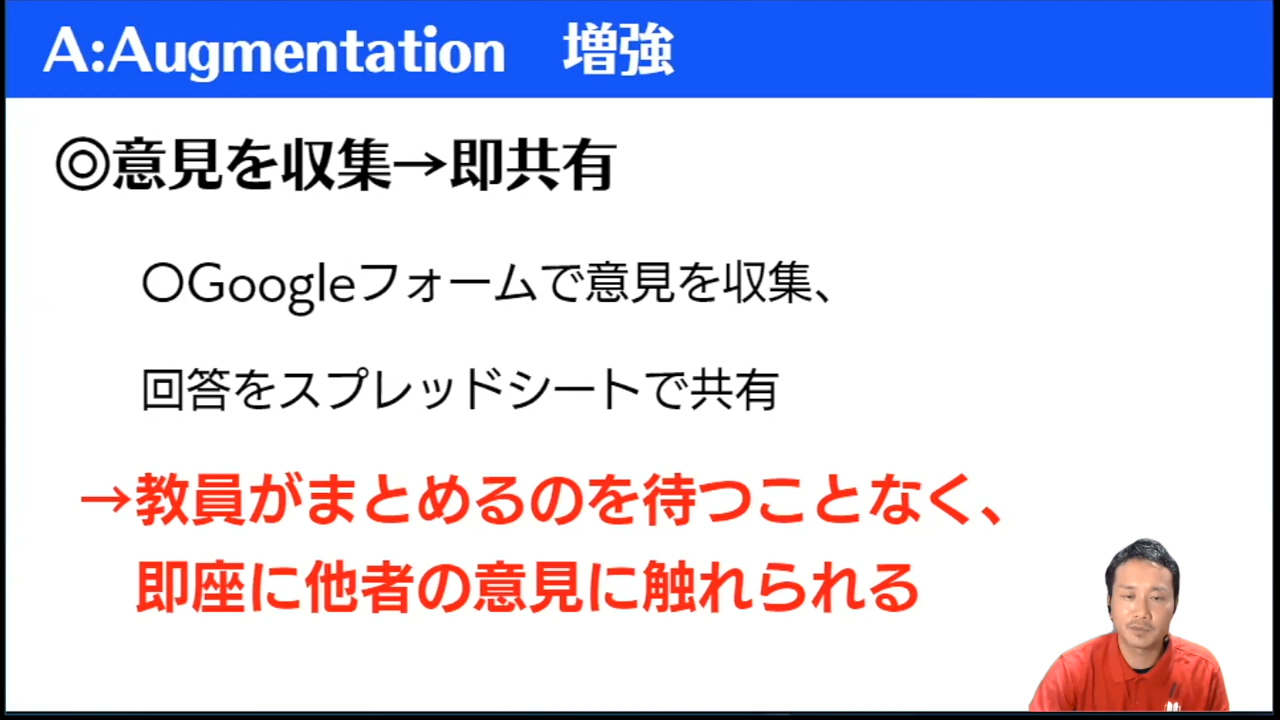 A:Augmentation　増強
◎意見を収集→即共有
〇Googleフォームで意見を収集、
回答をスプレッドシートで共有
→教員がまとめるのを待つことなく、
即座に他者の意見に触れられる